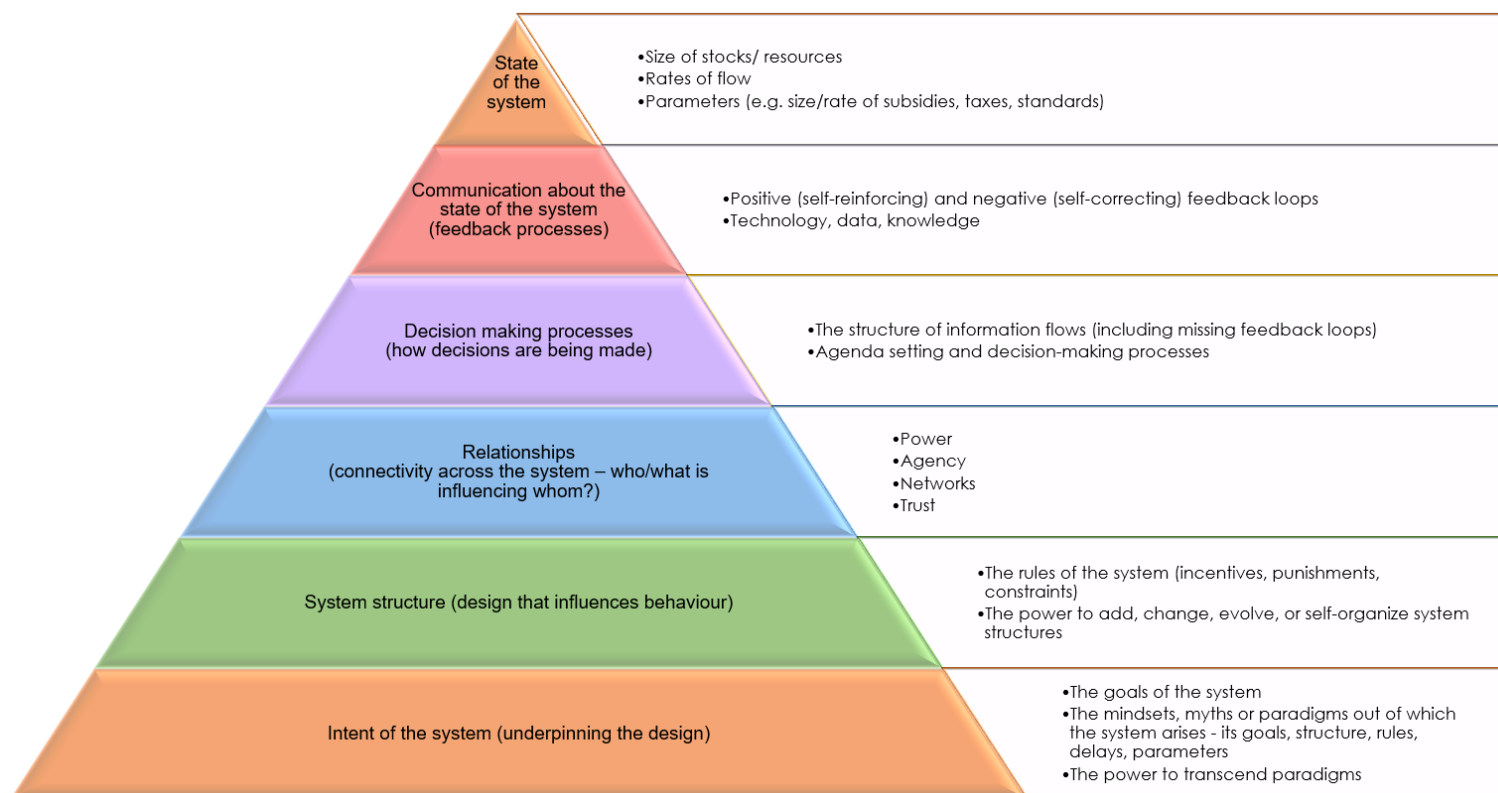 State
of the
system
•Size of stocks/ resources
•Rates of flow
•Parameters (e.g. size/rate of subsidies, taxes, standards)
Communication about the
state of the system
(feedback processes)
•Positive (self-reinforcing) and negative (self-correcting) feedback loops
•Technology, data, knowledge
Decision making processes
(how decisions are being made)
•The structure of information flows (including missing feedback loops)
•Agenda setting and decision-making processes
Relationships
(connectivity across the system – who/what is
influencing whom?)
•Power
•Agency
•Networks
•Trust
System structure (design that influences behaviour)
•The rules of the system (incentives, punishments,
constraints)
•The power to add, change, evolve, or self-organize system
structures
Intent of the system (underpinning the design)
•The goals of the system
•The mindsets, myths or paradigms out of which
the system arises - its goals, structure, rules,
delays, parameters
•The power to transcend paradigms